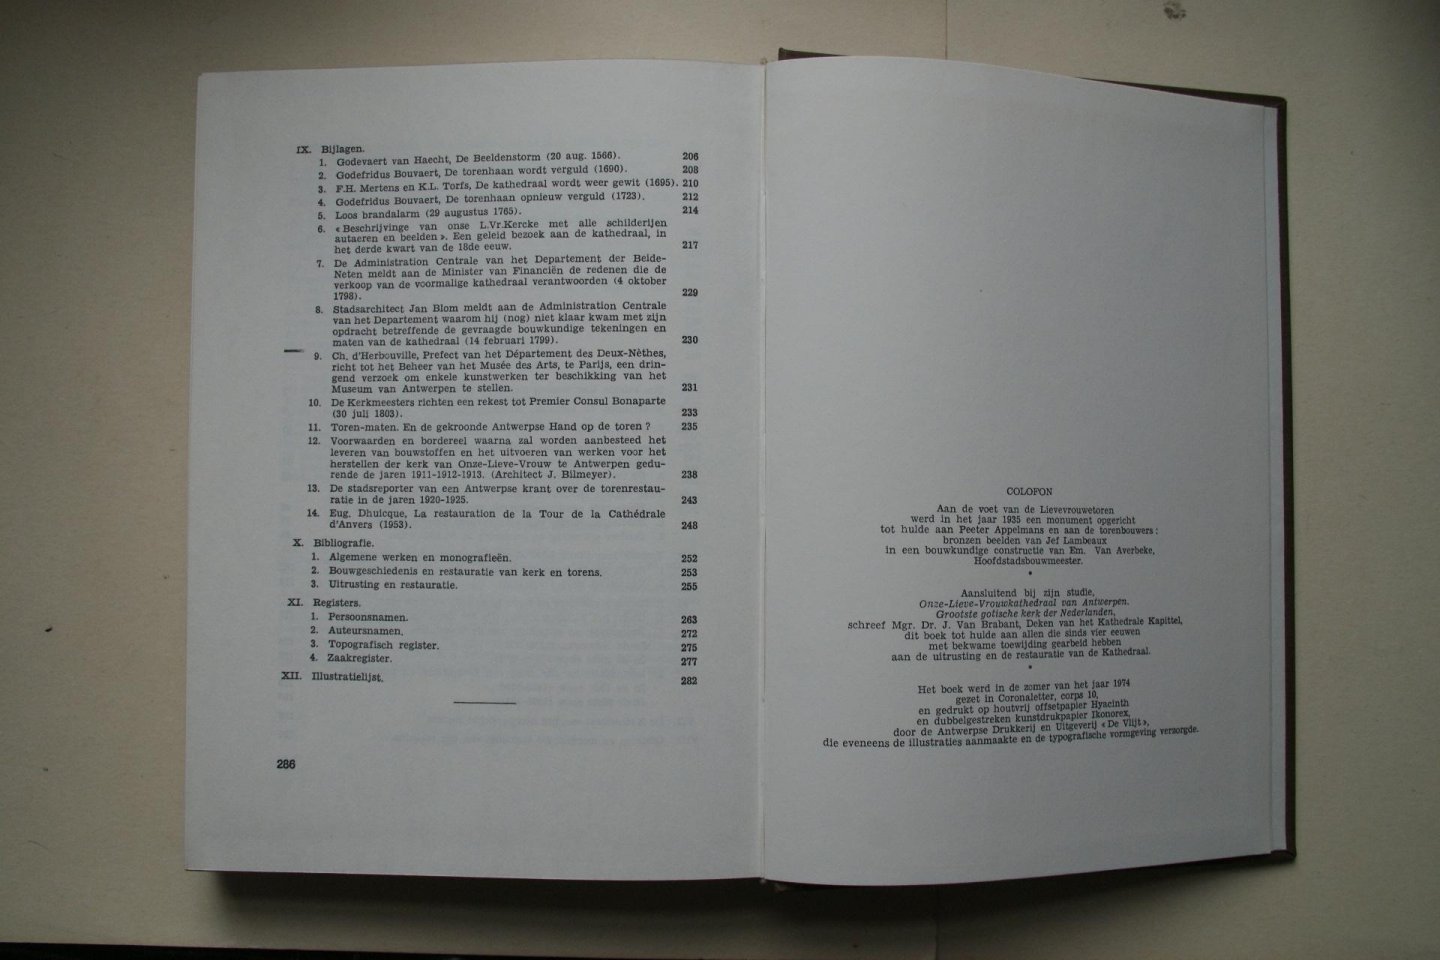 IX. Bijlagen.
1. Godevaert van Haecht, De Beeldenstorm (20 aug. 1566). 206
2. Godefridus Bouvaert, De torenhaan wordt verguld (1690). 208
3. F.H. Mertens en K.L. Torfs, De kathedraal wordt weer gewit (1695). 210
4. Godefridus Bouvaert, De torenhaan opnieuw verguld (1723). 212
5. Loos brandalarm (29 augustus 1765). 214
6. « Beschrijvinge van onse L.Vr.Kercke met alle schilderijen
autaeren en beelden ». Een geleid bezoek aan de kathedraal, in
het derde kwart van de 18de eeuw. 217
7. De Administration Centrale van het Departement der Beide-
Neten meldt aan de Minister van Financiën de redenen die de
verkoop van de voormalige kathedraal verantwoorden (4 oktober
1798). 229
8. Stadsarchitect Jan Blom meldt aan de Administration Centrale
van het Departement waarom hij (nog) niet klaar kwam met zijn
opdracht betreffende de gevraagde bouwkundige tekeningen en
maten van de kathedraal (14 februari 1799). 230
9. Ch. d'Herbouville, Prefect van het Département des Deux-Nèthes,
richt tot het Beheer van het Musée des Arts, te Parijs, een drin-
gend verzoek om enkele kunstwerken ter beschikking van het
Museum van Antwerpen te stellen. 231
10. De Kerkmeesters richten een rekest tot Premier Consul Bonaparte
(30 juli 1803). 233
11. Toren-maten. En de gekroonde Antwerpse Hand op de toren ? 235
12. Voorwaarden en bordereel waarna zal worden aanbesteed het
leveren van bouwstoffen en het uitvoeren van werken voor het
herstellen der kerk van Onze-Lieve-Vrouw te Antwerpen gedu-
rende de jaren 1911-1912-1913. (Architect J. Bilmeyer). 238
13. De stadsreporter van een Antwerpse krant over de torenrestau-
ratie in de jaren 1920-1925. 243
14. Eug. Dhuicque, La restauration de la Tour de la Cathédrale
d'Anvers (1953). 248
X. Bibliografie.
1. Algemene werken en monografieën. 252
2. Bouwgeschiedenis en restauratie van kerk en torens. 253
3. Uitrusting en restauratie. 255
XI. Registers.
1. Persoonsnamen. 263
2. Auteursnamen. 272
3. Topografisch register. 275
4. Zaakregister. 277
XII. Illustratielijst. 282
286
COLOFON
Aan de voet van de Lievevrouwetoren
werd in het jaar 1935 een monument opgericht
tot hulde aan Peeter Appelmans en aan de torenbouwers :
bronzen beelden van Jef Lambeaux
in een bouwkundige constructie van Em. Van Averbeke,
Hoofdstadsbouwmeester.
*
Aansluitend bij zijn studie,
Onze-Lieve-Vrouwkathedraal van Antwerpen.
Grootste gotische kerk der Nederlanden,
schreef Mgr. Dr. J. Van Brabant, Deken van het Kathedrale Kapittel,
dit boek tot hulde aan allen die sinds vier eeuwen
met bekwame toewijding gearbeid hebben
aan de uitrusting en de restauratie van de Kathedraal.
*
Het boek werd in de zomer van het jaar 1974
gezet in Coronaletter, corps 10,
en gedrukt op houtvrij offsetpapier Hyacinth
en dubbelgestreken kunstdrukpapier Ikonorex,
door de Antwerpse Drukkerij en Uitgeverij « De Vlijt »,
die eveneens de illustraties aanmaakte en de typografische vormgeving verzorgde.